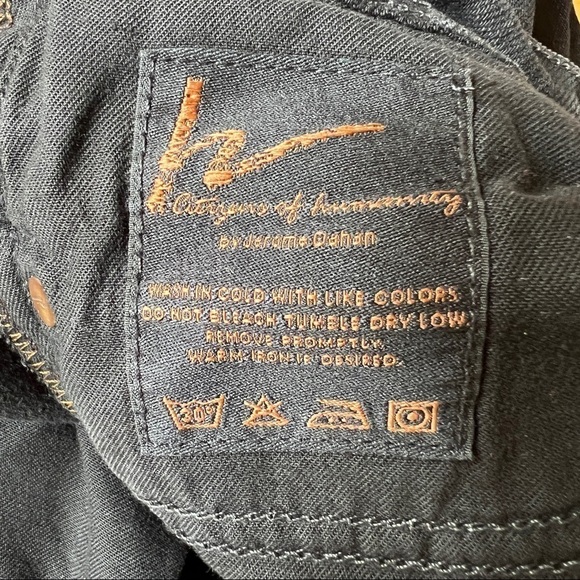 h
Citizens of humanity
by Jerome Dahan
WASH IN COLD WITH LIKE COLORS
DO NOT BLEACH TUMBLE DRY LOW
REMOVE PROMPTLY.
WARM IRON IF DESIRED.
30°